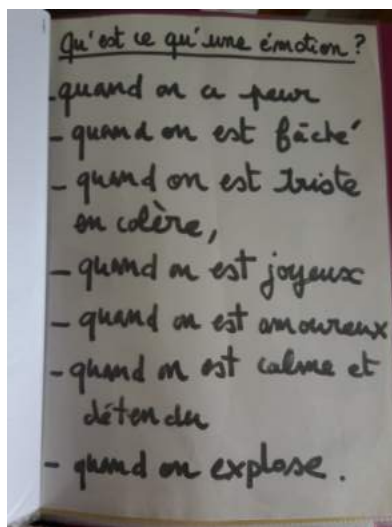 Qu'est ce qu'une émotion ?
- quand on a peur
- quand on est fâché
- quand on est triste
en colère,
- quand on est joyeux
- quand on est amoureux
- quand on est calme et
détendu
- quand on explose.